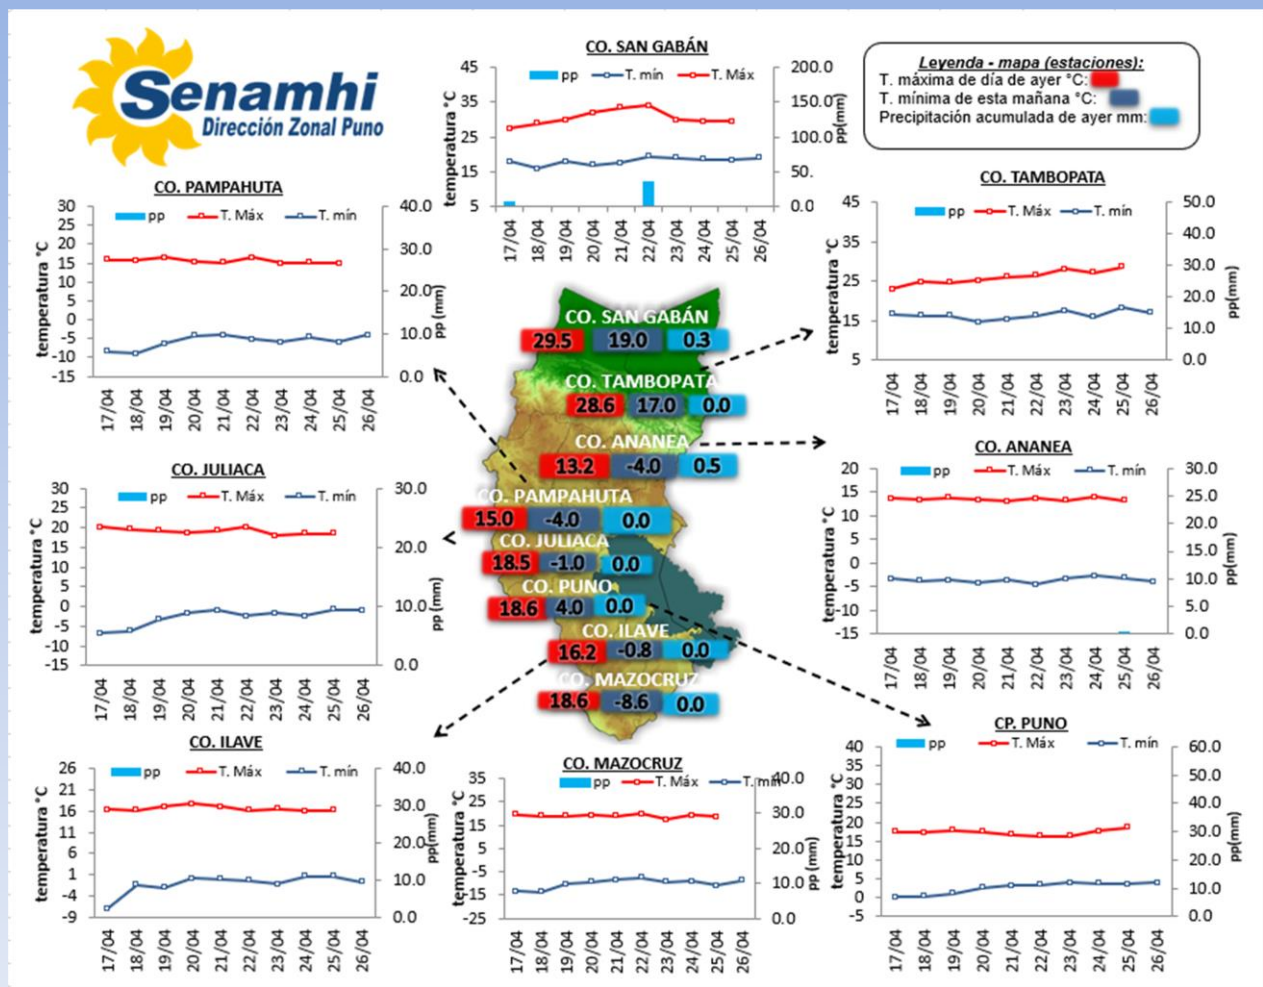 Senamhi
Dirección Zonal Puno
CO. SAN GABÁN
pp T. mín T. Máx
temperatura °C
45
35
25
15
5
200.0
150.0
100.0
50.
0.0
pp(mm)
17/04 18/04 19/04 20/04 21/04 22/04 23/04 24/04 25/04 26/04
Leyenda - mapa (estaciones):
T. máxima de día de ayer °C:
T. mínima de esta mañana °C:
Precipitación acumulada de ayer mm:
CO. PAMPAHUTA
pp T. Máx T. mín
temperatura °C
30
25
20
15
10
5
0
-5
-10
-15
40.0
30.0
20.0
10.0
0.0
pp (mm)
17/04 18/04 19/04 20/04 21/04 22/04 23/04 24/04 25/04 26/04
CO. TAMBOPATA
pp T. Máx T. mín
temperatura °C
45
35
25
15
5
50.0
40.0
30.0
20.0
10.0
0.0
pp(mm)
17/04 18/04 19/04 20/04 21/04 22/04 23/04 24/04 25/04 26/04
CO. SAN GABÁN
29.5 19.0 0.3
CO. TAMBOPATA
28.6 17.0 0.0
CO. ANANEA
13.2 -4.0 0.5
CO. PAMPAHUTA
15.0 -4.0 0.0
CO. JULIACA
18.5 -1.0 0.0
CO. PUNO
18.6 4.0 0.0
CO. ILAVE
16.2 -0.8 0.0
CO. MAZOCRUZ
18.6 -8.6 0.0
CO. JULIACA
pp T. Máx T. mín
temperatura °C
30
25
20
15
10
5
0
-5
-10
-15
30.0
20.0
10.0
0.0
pp (mm)
17/04 18/04 19/04 20/04 21/04 22/04 23/04 24/04 25/04 26/04
CO. ANANEA
pp T. Máx T. mín
temperatura °C
20
15
10
5
0
-5
-10
-15
30.0
25.0
20.0
15.0
10.0
5.0
0.0
pp(mm)
17/04 18/04 19/04 20/04 21/04 22/04 23/04 24/04 25/04 26/04
CO. ILAVE
pp T. Máx T. mín
temperatura °C
26
21
16
11
6
1
-4
-9
40.0
30.0
20.0
10.0
0.0
pp(mm)
17/04 18/04 19/04 20/04 21/04 22/04 23/04 24/04 25/04 26/04
CO. MAZOCRUZ
pp T. Máx T. mín
temperatura °C
35
25
15
5
-5
-15
-25
40.0
30.0
20.0
10.0
0.0
pp (mm)
17/04 18/04 19/04 20/04 21/04 22/04 23/04 24/04 25/04 26/04
CP. PUNO
pp T. Máx T. mín
temperatura °C
40
35
30
25
20
15
10
5
0
-5
60.0
50.0
40.0
30.0
20.0
10.0
0.0
pp(mm)
17/04 18/04 19/04 20/04 21/04 22/04 23/04 24/04 25/04 26/04